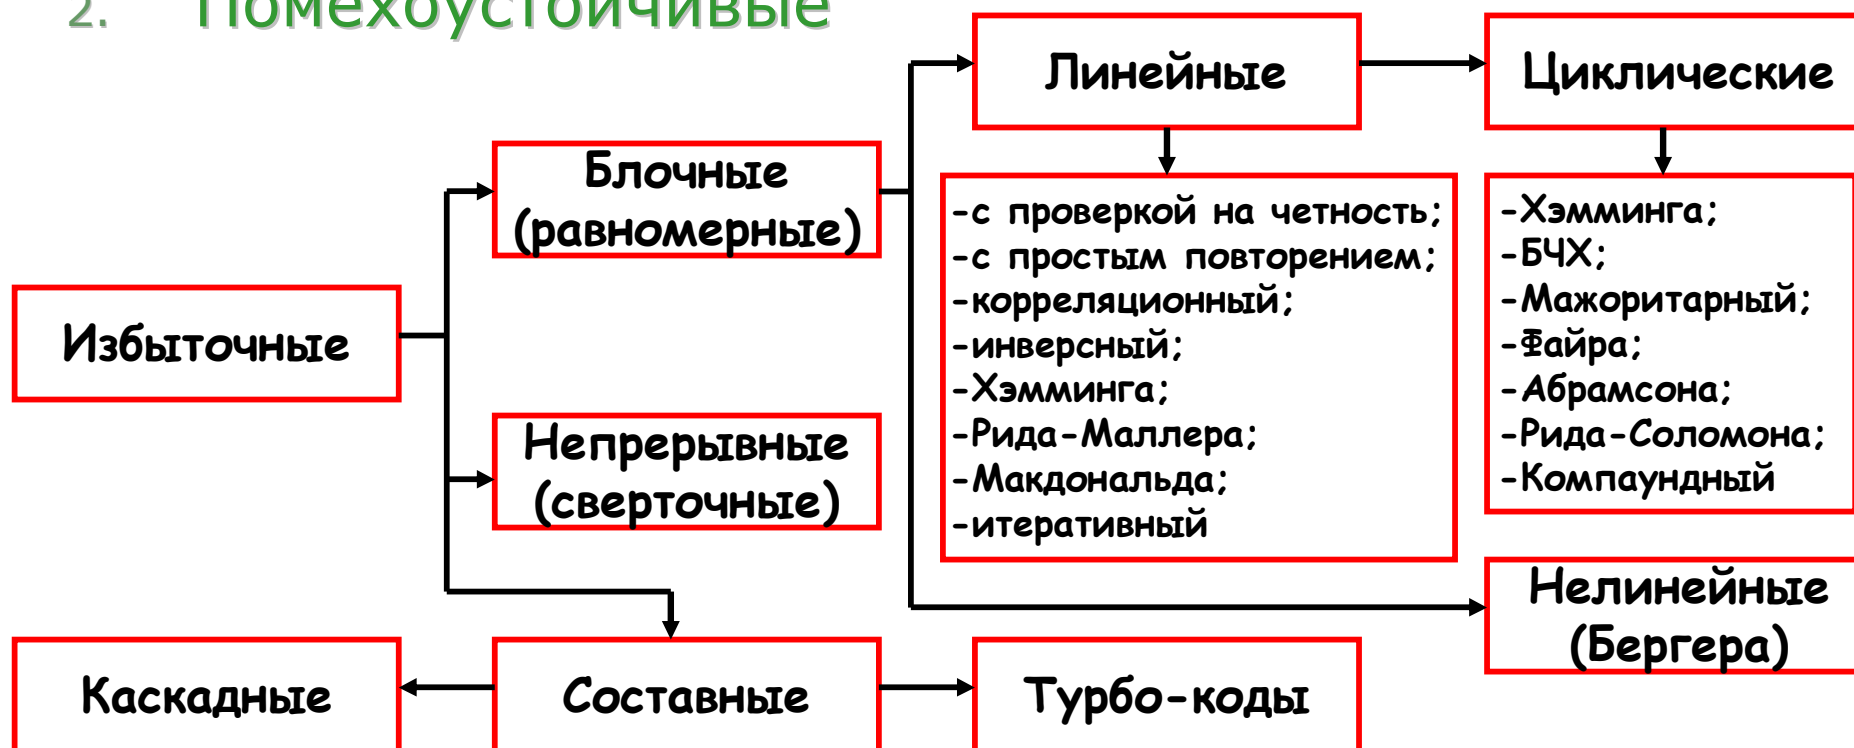 2. Помехоустойчивые
Линейные
Циклические
Блочные
(равномерные)
-с проверкой на четность;
-с простым повторением;
-корреляционный;
-инверсный;
-Хэмминга;
-Рида-Маллера;
-Макдональда;
-итеративный
-Хэмминга;
-БЧХ;
-Мажоритарный;
-Файра;
-Абрамсона;
-Рида-Соломона;
-Компаундный
Избыточные
Непрерывные
(сверточные)
Нелинейные
(Бергера)
Каскадные
Составные
Турбо-коды